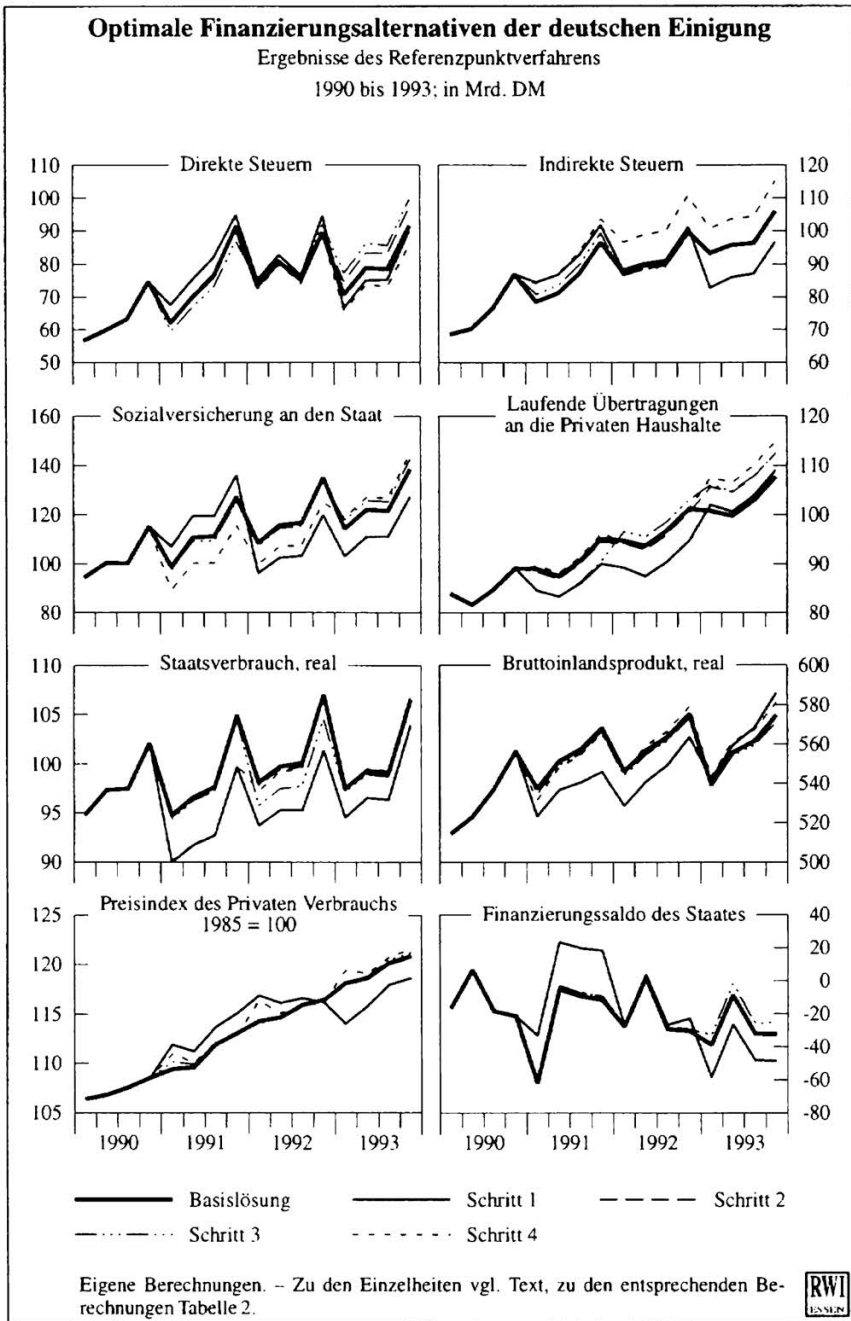 Optimale Finanzierungsalternativen der deutschen Einigung
Ergebnisse des Referenzpunktverfahrens
1990 bis 1993; in Mrd. DM
Direkte Steuern
110
100
90
80
70
60
50
Indirekte Steuern
120
110
100
90
80
70
60
Sozialversicherung an den Staat
160
140
120
100
80
Laufende Übertragungen
an die Privaten Haushalte
120
110
100
90
80
Staatsverbrauch, real
110
105
100
95
90
Bruttoinlandsprodukt, real
600
580
560
540
520
500
Preisindex des Privaten Verbrauchs
1985 = 100
125
120
115
110
105
1990 1991 1992 1993
Finanzierungssaldo des Staates
40
20
0
-20
-40
-60
-80
1990 1991 1992 1993
Basislösung Schritt 1 Schritt 2
Schritt 3 Schritt 4
Eigene Berechnungen. – Zu den Einzelheiten vgl. Text, zu den entsprechenden Be-
rechnungen Tabelle 2.
RWI
ESSEN